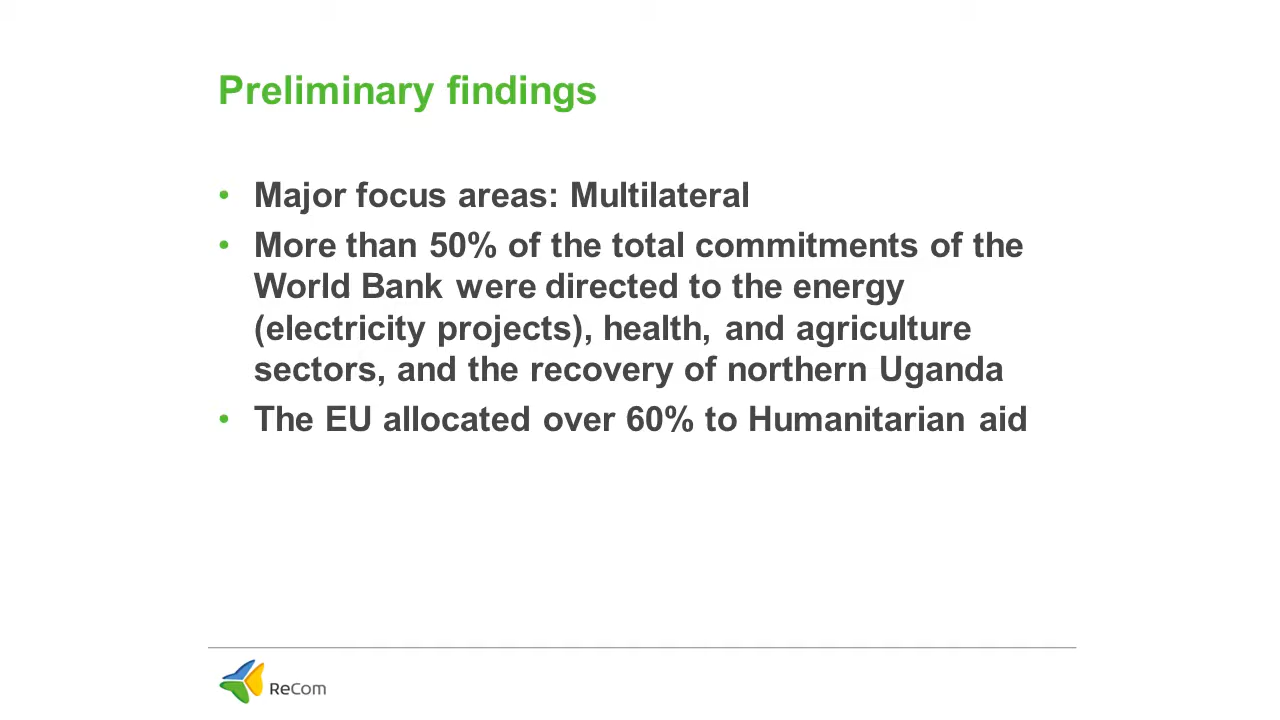 Preliminary findings
• Major focus areas: Multilateral
• More than 50% of the total commitments of the
World Bank were directed to the energy
(electricity projects), health, and agriculture
sectors, and the recovery of northern Uganda
• The EU allocated over 60% to Humanitarian aid
ReCom